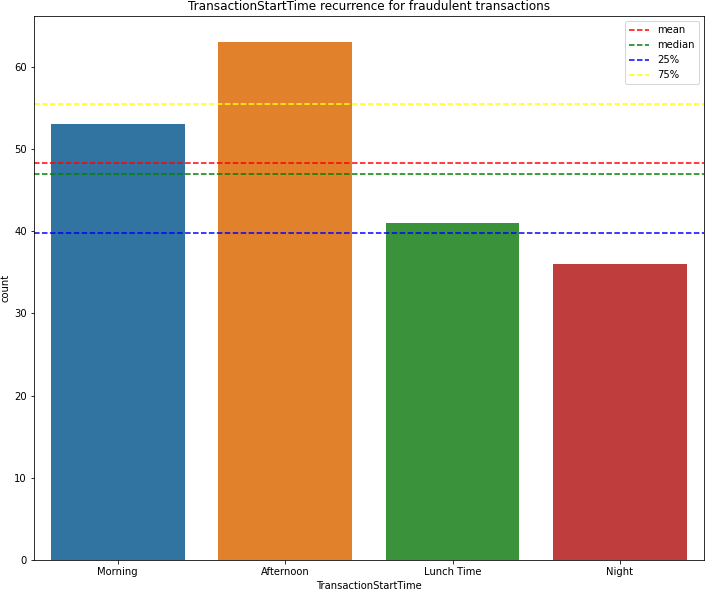 TransactionStartTime recurrence for fraudulent transactions
mean
median
25%
75%
60
50
40
30
20
10
0
count
Morning
Afternoon
Lunch Time
Night
TransactionStartTime